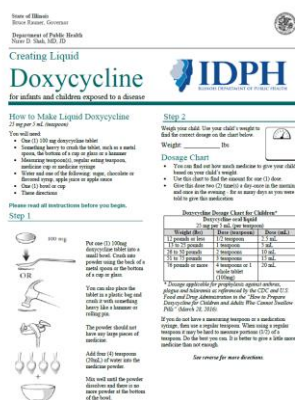 State of Illinois
Bruce Rauner, Governor
Department of Public Health
Nirav D. Shah, MD, JD
Creating Liquid
Doxycycline
for infants and children exposed to a disease
IDPH
ILLINOIS DEPARTMENT OF PUBLIC HEALTH
How to Make Liquid Doxycycline
25 mg per 5 mL (teaspoon)
You will need:
• One (1) 100 mg doxycycline tablet
• Something heavy to crush the tablet, such as a metal
spoon, the bottom of a cup or glass or a hammer
• Measuring teaspoon(s), regular eating teaspoon,
medicine cup or medicine syringe
• Water and one of the following: sugar, chocolate or
flavored syrup, apple juice or apple sauce
• One (1) bowl or cup
• These directions
Please read all instructions before you begin.
Step 1
100 mg
OR
Put one (1) 100mg
doxycycline tablet into a
small bowl. Crush into
powder using the back of a
metal spoon or the bottom
of a cup or glass.
You can also place the
tablet in a plastic bag and
crush it with something
heavy like a hammer or
rolling pin.
The powder should not
have any large pieces of
medicine.
Add four (4) teaspoons
(20mL) of water into the
medicine powder.
Mix well until the powder
dissolves and there is no
more powder at the bottom
of the bowl.
Step 2
Weigh your child. Use your child's weight to
find the correct dosage on the chart below.
Weight: Lbs
Dosage Chart
• You can find out how much medicine to give your child
based on your child's weight.
• Use this chart to find the amount for one (1) dose.
• Give this dose two (2) time(s) a day-once in the morning
and once in the evening - for as many days as you were
told to give this medication.
Doxycycline Dosage Chart for Children*
Doxycycline oral liquid
25 mg per 5 mL (per teaspoon)
Weight (lbs) Dose (teaspoon) Dose (mL)
12 pounds or less 1/2 teaspoon 2.5 mL
13 to 25 pounds 1 teaspoon 5 mL
26 to 50 pounds 2 teaspoons 10 mL
51 to 75 pounds 3 teaspoons 15 mL
76 pounds or more 4 teaspoons or 1 20 mL
whole tablet
(100mg)
* Dosage applicable for prophylaxis against anthrax,
plague and tularemia as referenced by the CDC and U.S.
Food and Drug Administration in the "How to Prepare
Doxycycline for Children and Adults Who Cannot Swallow
Pills"
If you do not have a measuring teaspoon or a medication
syringe, then use a regular teaspoon. When using a regular
teaspoon it may be hard to measure portions (1/2) of a
teaspoon. Do the best you can. It is better to give a little more
medicine than not enough.
See reverse for more directions.